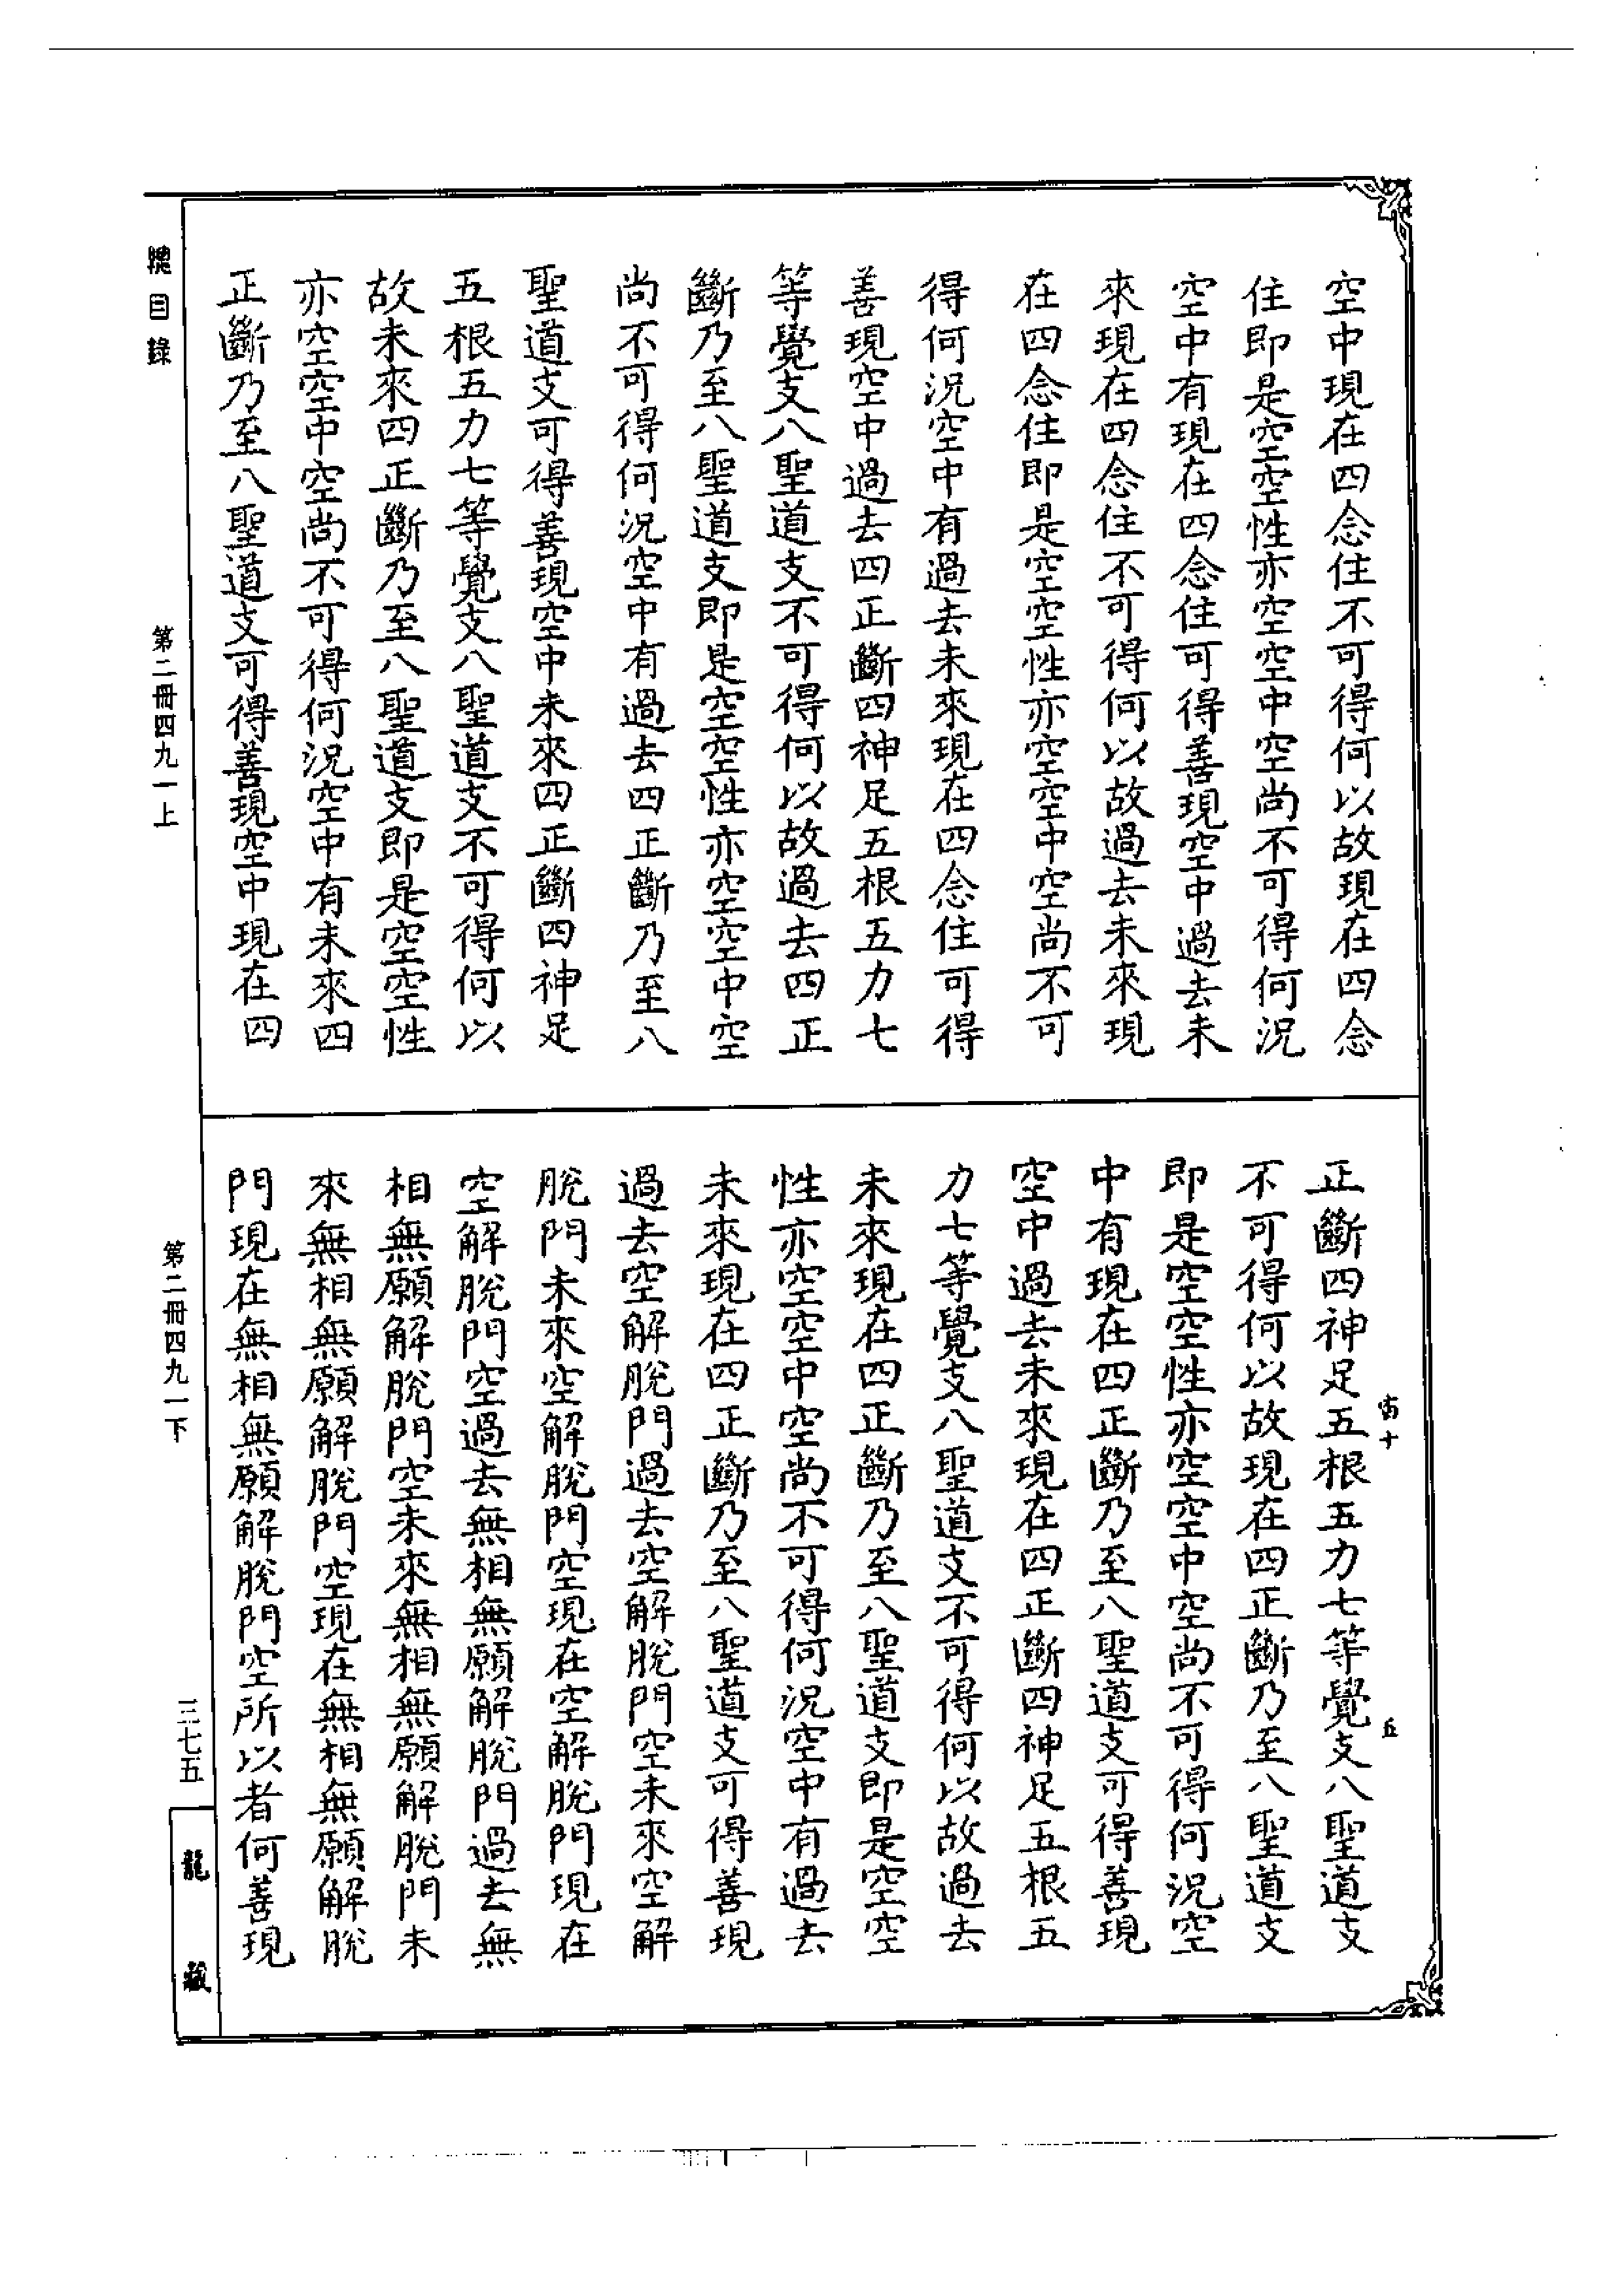 空中現在四念住不可得何以故現在四念
住即是空空性亦空空中空尚不可得何況
空中有現在四念住可得善現空中過去未
來現在四念住不可得何以故過去未來現
在四念住即是空空性亦空空中空尚不可
得何況空中有過去未來現在四念住可得
善現空中過去四正斷四神足五根五力七
等覺支八聖道支不可得何以故過去四正
斷乃至八聖道支即是空空性亦空空中空
尚不可得何況空中有過去四正斷乃至八
聖道支可得善現空中未來四正斷四神足
五根五力七等覺支八聖道支不可得何以
故未來四正斷乃至八聖道支即是空空性
亦空空中空尚不可得何況空中有未來四
正斷乃至八聖道支可得善現空中現在四
正斷四神足五根五力七等覺支八聖道支
不可得何以故現在四正斷乃至八聖道支
即是空空性亦空空中空尚不可得何況空
中有現在四正斷乃至八聖道支可得善現
空中過去未來現在四正斷四神足五根五
力七等覺支八聖道支不可得何以故過去
未來現在四正斷乃至八聖道支即是空空
性亦空空中空尚不可得何況空中有過去
未來現在四正斷乃至八聖道支可得善現
過去空解脫門過去空解脫門空未來空解
脫門未來空解脫門空現在空解脫門現在
空解脫門空過去無相無願解脫門過去無
相無願解脫門空未來無相無願解脫門未
來無相無願解脫門空現在無相無願解脫
門現在無相無願解脫門空所以者何善現
總目錄
第二冊四九一上
第二冊四九一下
三七五
龍藏